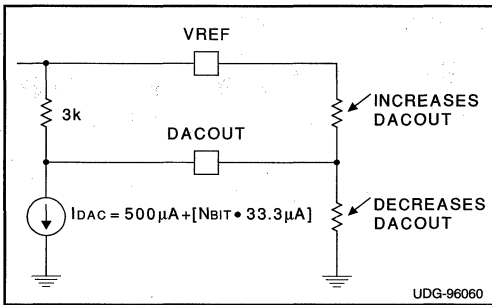 VREF
3k
INCREASES
DACOUT
DACOUT
IDAC = 500µA+[NBIT • 33.3µA]
DECREASES
DACOUT
UDG-96060